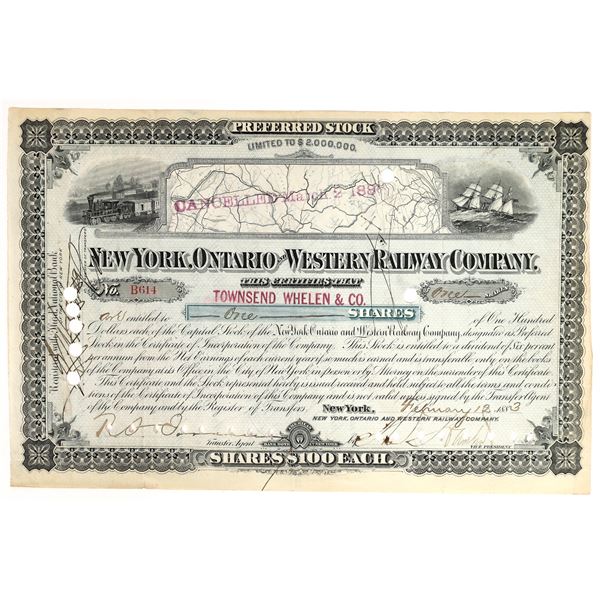 PREFERRED STOCK
LIMITED TO $2,000,000.
CANCELLED March 2 188
NEW YORK, ONTARIO AND WESTERN RAILWAY COMPANY.
THIS CERTIFIES THAT
No. B614
TOWNSEND WHELEN & CO.
One
are entitled to One SHARES of One Hundred
Dollars each of the Capital Stock of the New York Ontario and Western Railway Company, designated as Preferred
Stock in the Certificate of Incorporation of the Company. This Stock is entitled to a dividend of Six per cent
per annum from the Net Earnings of each current year if so much is earned and is transferable only on the books
of the Company at its Office in the City of New York in person or by on the surrender of this Certificate.
This Certificate and the Stock represented hereby is issued and held subject to all the terms, and condi-
tions of the Certificate of Incorporation of this Company and is not valid unless signed by the Transfer Agent
of the Company and by the Register of Transfers.
New York, February 12 1883
NEW YORK, ONTARIO AND WESTERN RAILWAY COMPANY.
Transfer Agent
VICE PRESIDENT
SHARES $100 EACH.